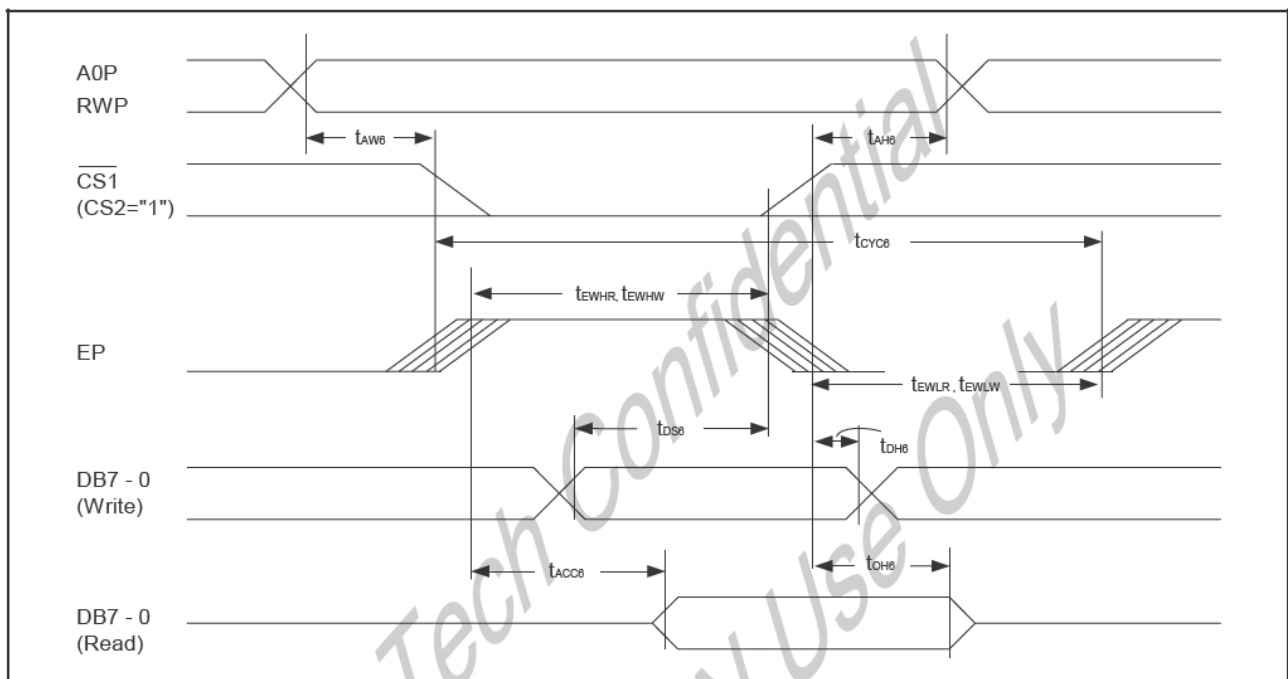 A0P
RWP
tAW6
tAH6
CS1
(CS2="1")
tCYC6
tEWHR, tEWHW
EP
tEWLR , tEWLW
tDS6
tDH6
DB7 - 0
(Write)
tACC6
tOH6
DB7 - 0
(Read)
Tech Confidential
Use Only